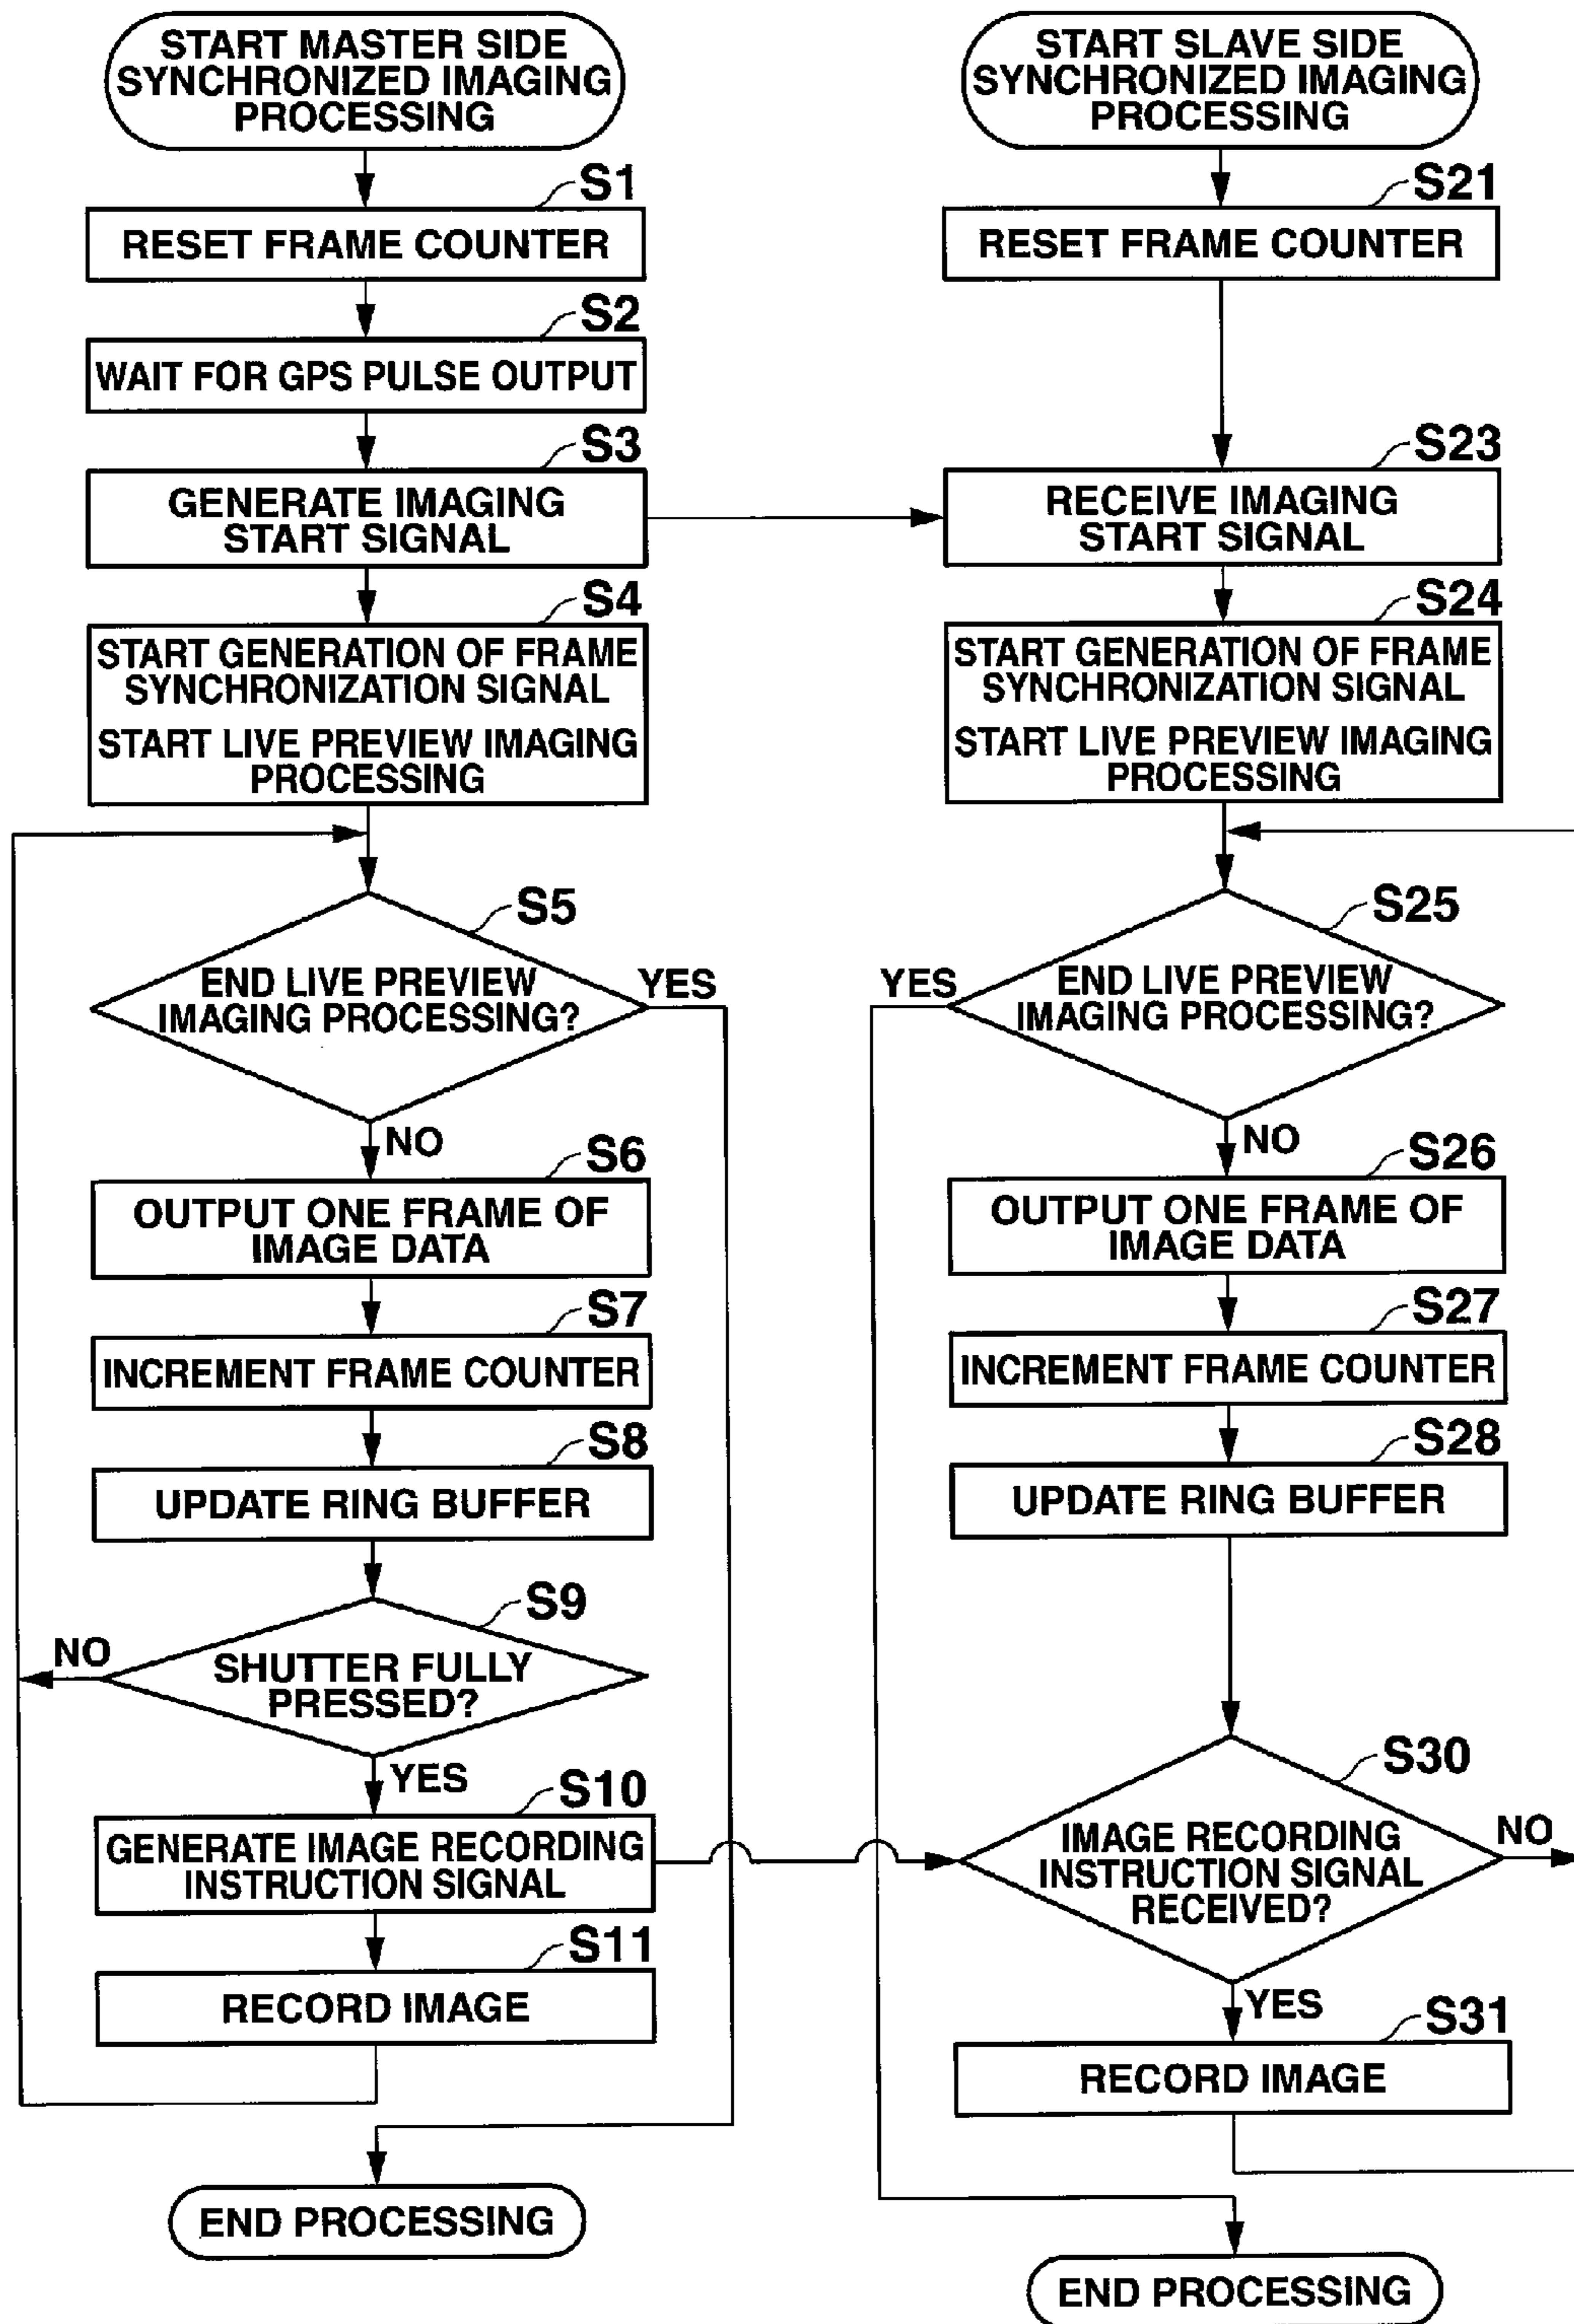 START MASTER SIDE
SYNCHRONIZED IMAGING
PROCESSING
S1
RESET FRAME COUNTER
S2
WAIT FOR GPS PULSE OUTPUT
S3
GENERATE IMAGING
START SIGNAL
S4
START GENERATION OF FRAME
SYNCHRONIZATION SIGNAL
START LIVE PREVIEW IMAGING
PROCESSING
S5
END LIVE PREVIEW
IMAGING PROCESSING?
YES
NO
S6
OUTPUT ONE FRAME OF
IMAGE DATA
S7
INCREMENT FRAME COUNTER
S8
UPDATE RING BUFFER
S9
NO
SHUTTER FULLY
PRESSED?
YES
S10
GENERATE IMAGE RECORDING
INSTRUCTION SIGNAL
S11
RECORD IMAGE
END PROCESSING
START SLAVE SIDE
SYNCHRONIZED IMAGING
PROCESSING
S21
RESET FRAME COUNTER
S23
RECEIVE IMAGING
START SIGNAL
S24
START GENERATION OF FRAME
SYNCHRONIZATION SIGNAL
START LIVE PREVIEW IMAGING
PROCESSING
S25
YES
END LIVE PREVIEW
IMAGING PROCESSING?
NO
S26
OUTPUT ONE FRAME OF
IMAGE DATA
S27
INCREMENT FRAME COUNTER
S28
UPDATE RING BUFFER
S30
IMAGE RECORDING
INSTRUCTION SIGNAL
RECEIVED?
NO
YES
S31
RECORD IMAGE
END PROCESSING